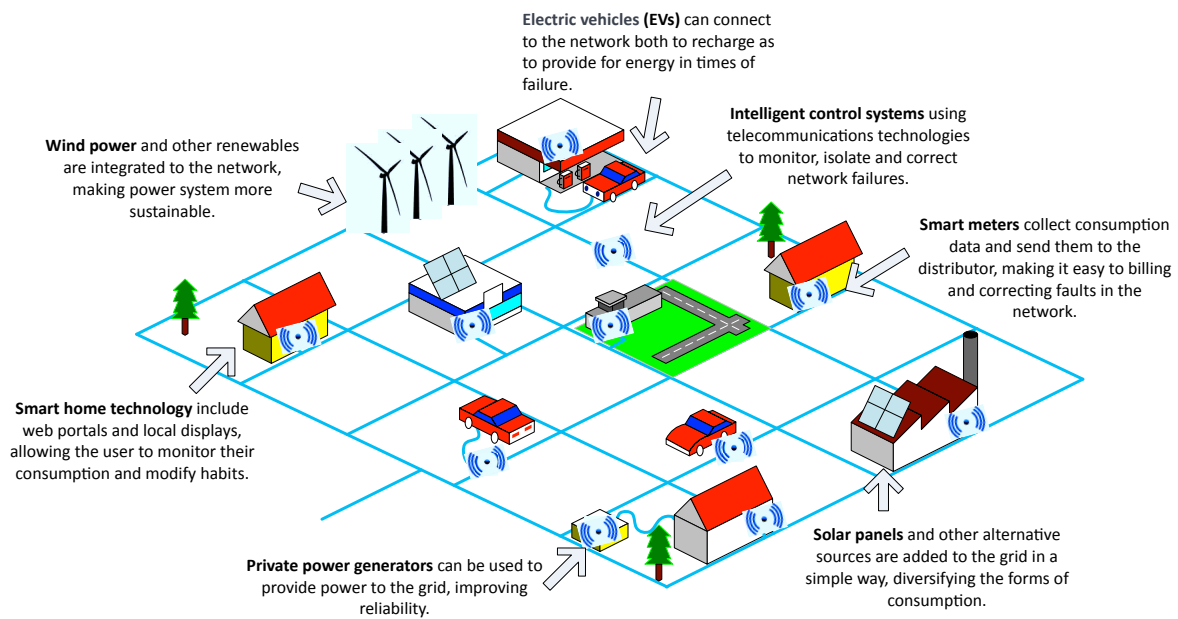 Electric vehicles (EVs) can connect
to the network both to recharge as
to provide for energy in times of
failure.
Wind power and other renewables
are integrated to the network,
making power system more
sustainable.
Intelligent control systems using
telecommunications technologies
to monitor, isolate and correct
network failures.
Smart meters collect consumption
data and send them to the
distributor, making it easy to billing
and correcting faults in the
network.
Smart home technology include
web portals and local displays,
allowing the user to monitor their
consumption and modify habits.
Private power generators can be used to
provide power to the grid, improving
reliability.
Solar panels and other alternative
sources are added to the grid in a
simple way, diversifying the forms of
consumption.